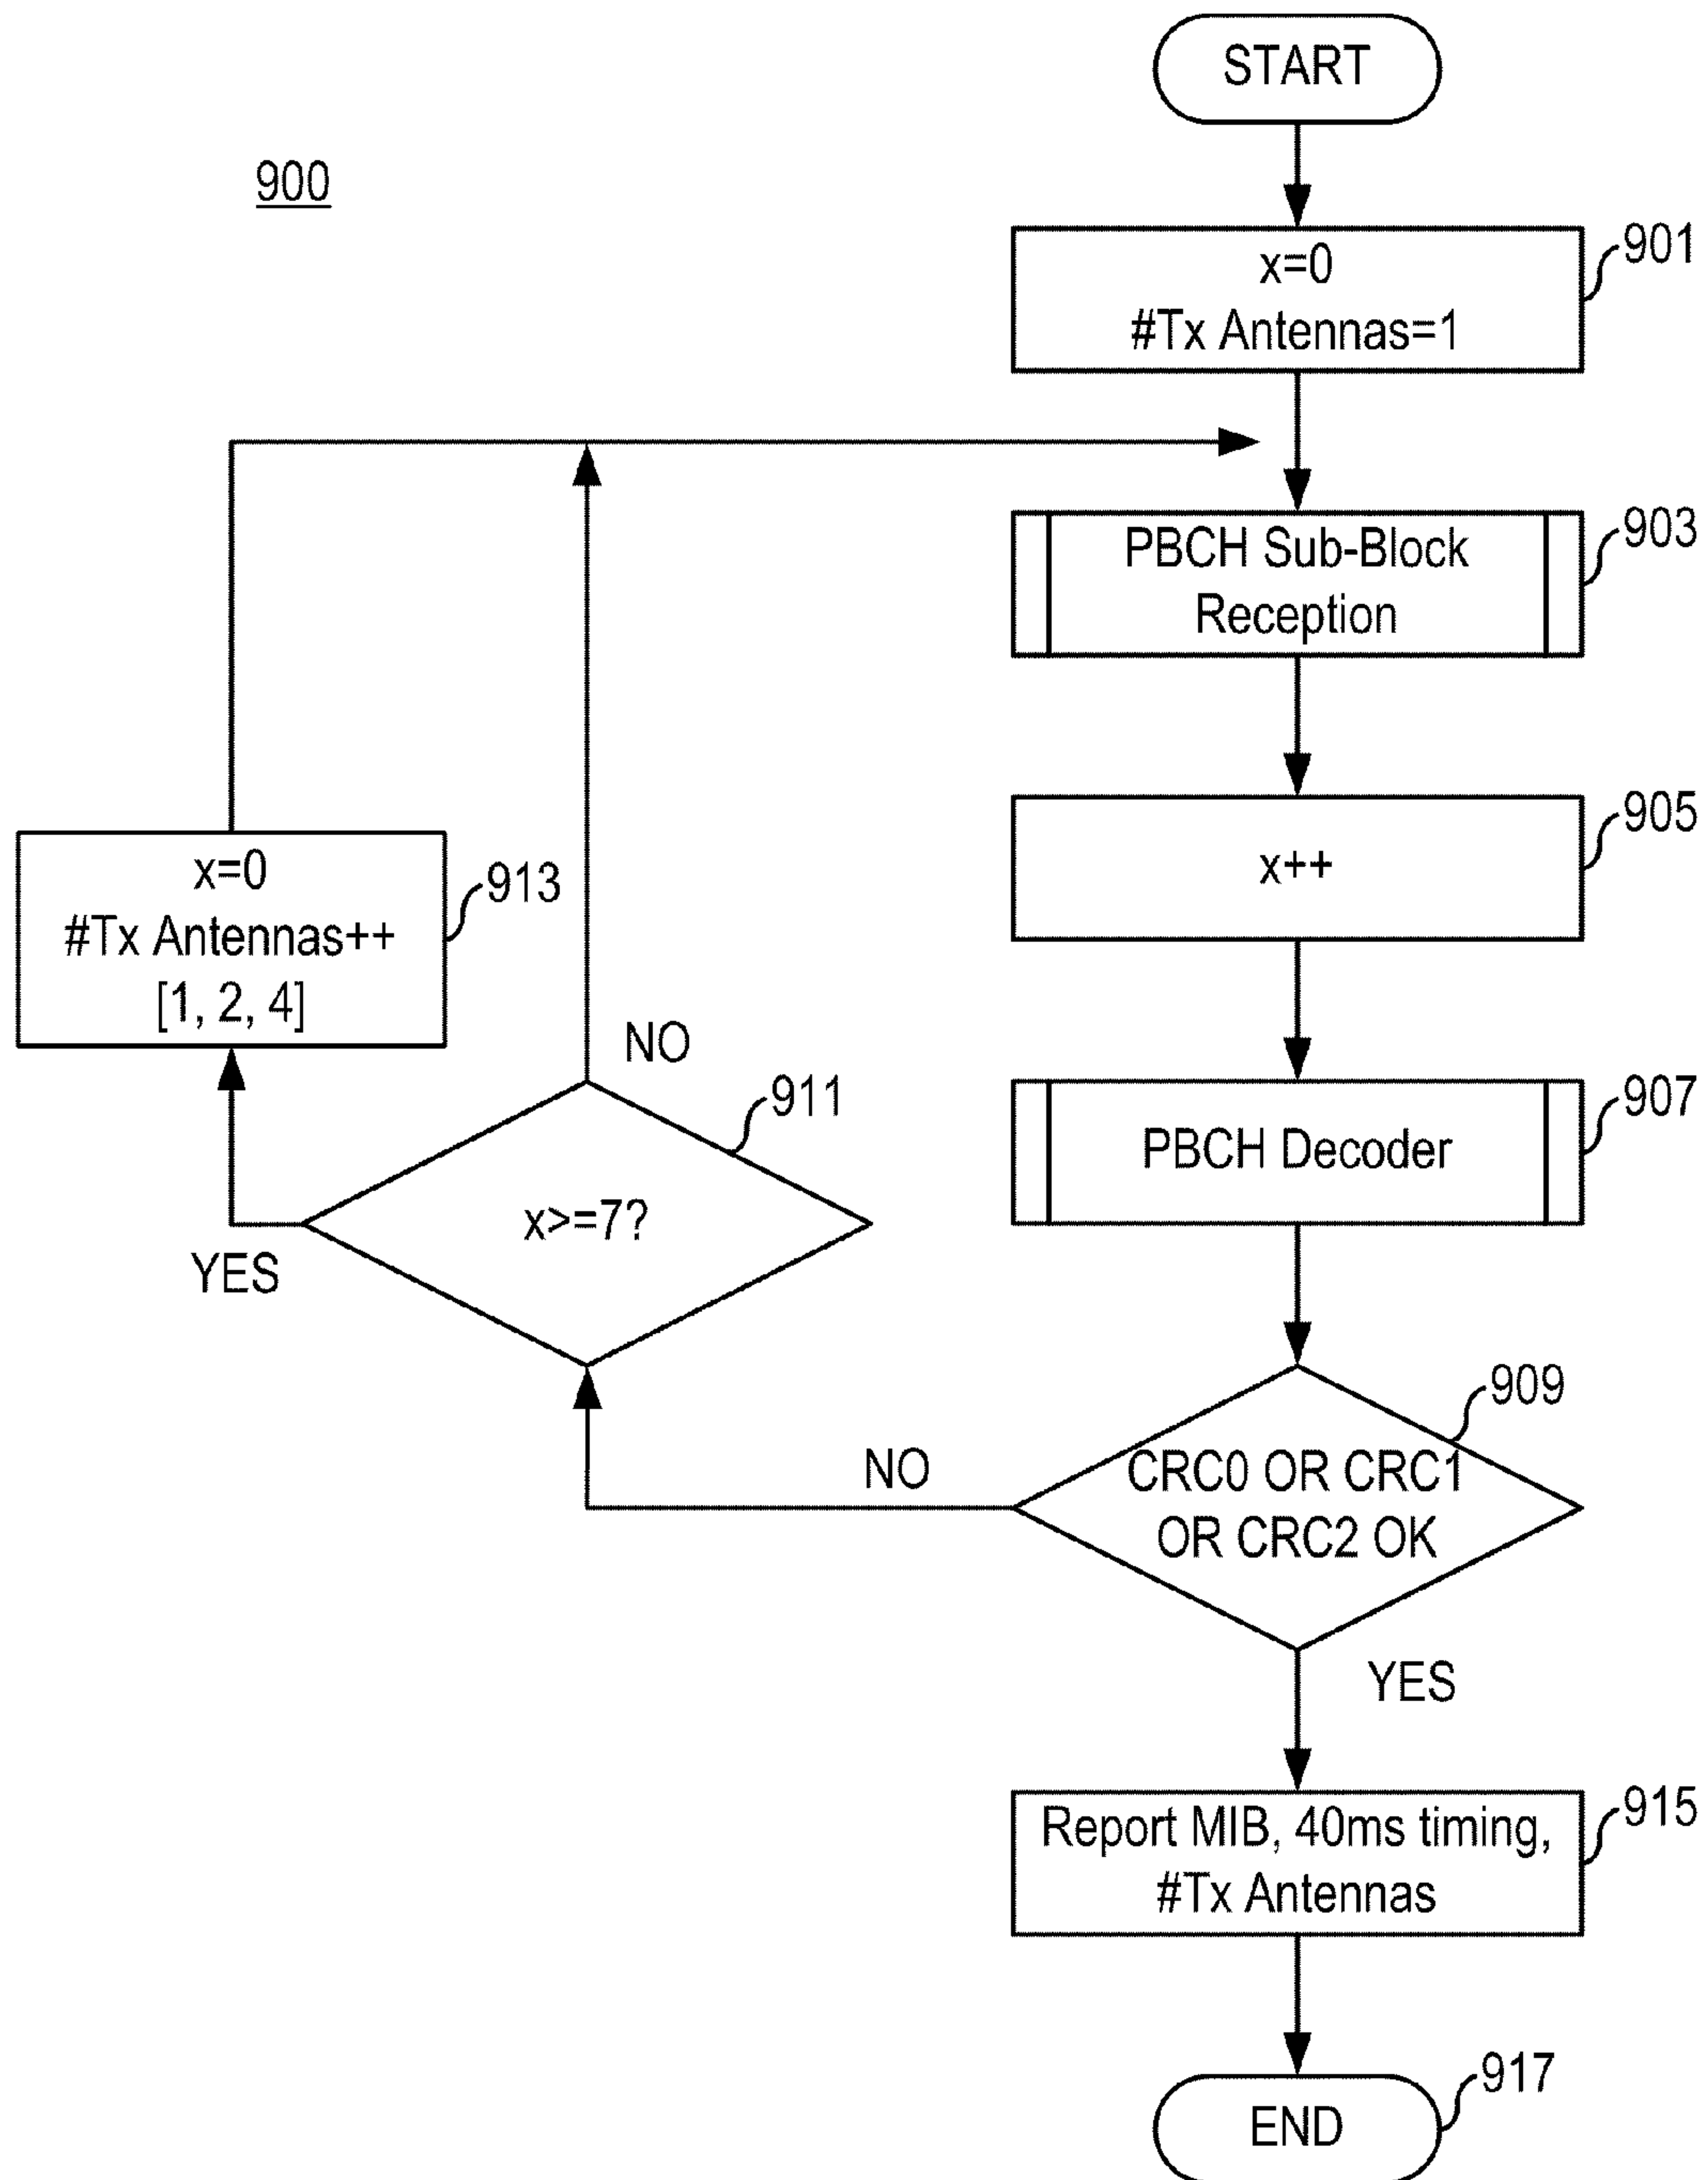 START
900
x=0
#Tx Antennas=1
901
PBCH Sub-Block
Reception
903
x++
905
x=0
#Tx Antennas++
[1, 2, 4]
913
NO
911
x>=7?
YES
PBCH Decoder
907
909
NO
CRC0 OR CRC1
OR CRC2 OK
YES
Report MIB, 40ms timing,
#Tx Antennas
915
END
917